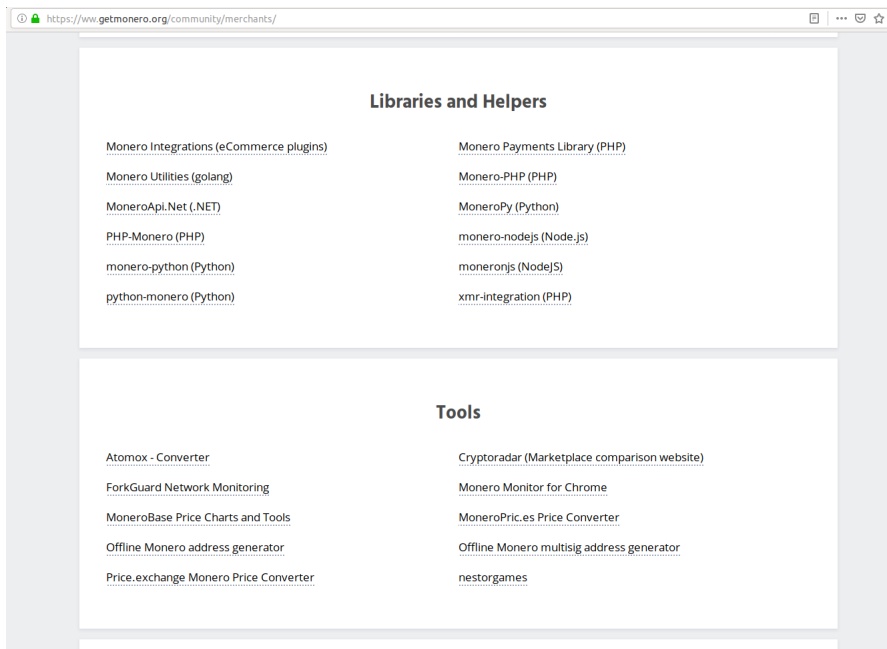 https://ww.getmonero.org/community/merchants/
Libraries and Helpers
Monero Integrations (eCommerce plugins)
Monero Payments Library (PHP)
Monero Utilities (golang)
Monero-PHP (PHP)
MoneroApi.Net (.NET)
MoneroPy (Python)
PHP-Monero (PHP)
monero-nodejs (Node.js)
monero-python (Python)
moneronjs (NodeJS)
python-monero (Python)
xmr-integration (PHP)
Tools
Atomox - Converter
Cryptoradar (Marketplace comparison website)
ForkGuard Network Monitoring
Monero Monitor for Chrome
MoneroBase Price Charts and Tools
MoneroPric.es Price Converter
Offline Monero address generator
Offline Monero multisig address generator
Price.exchange Monero Price Converter
nestorgames